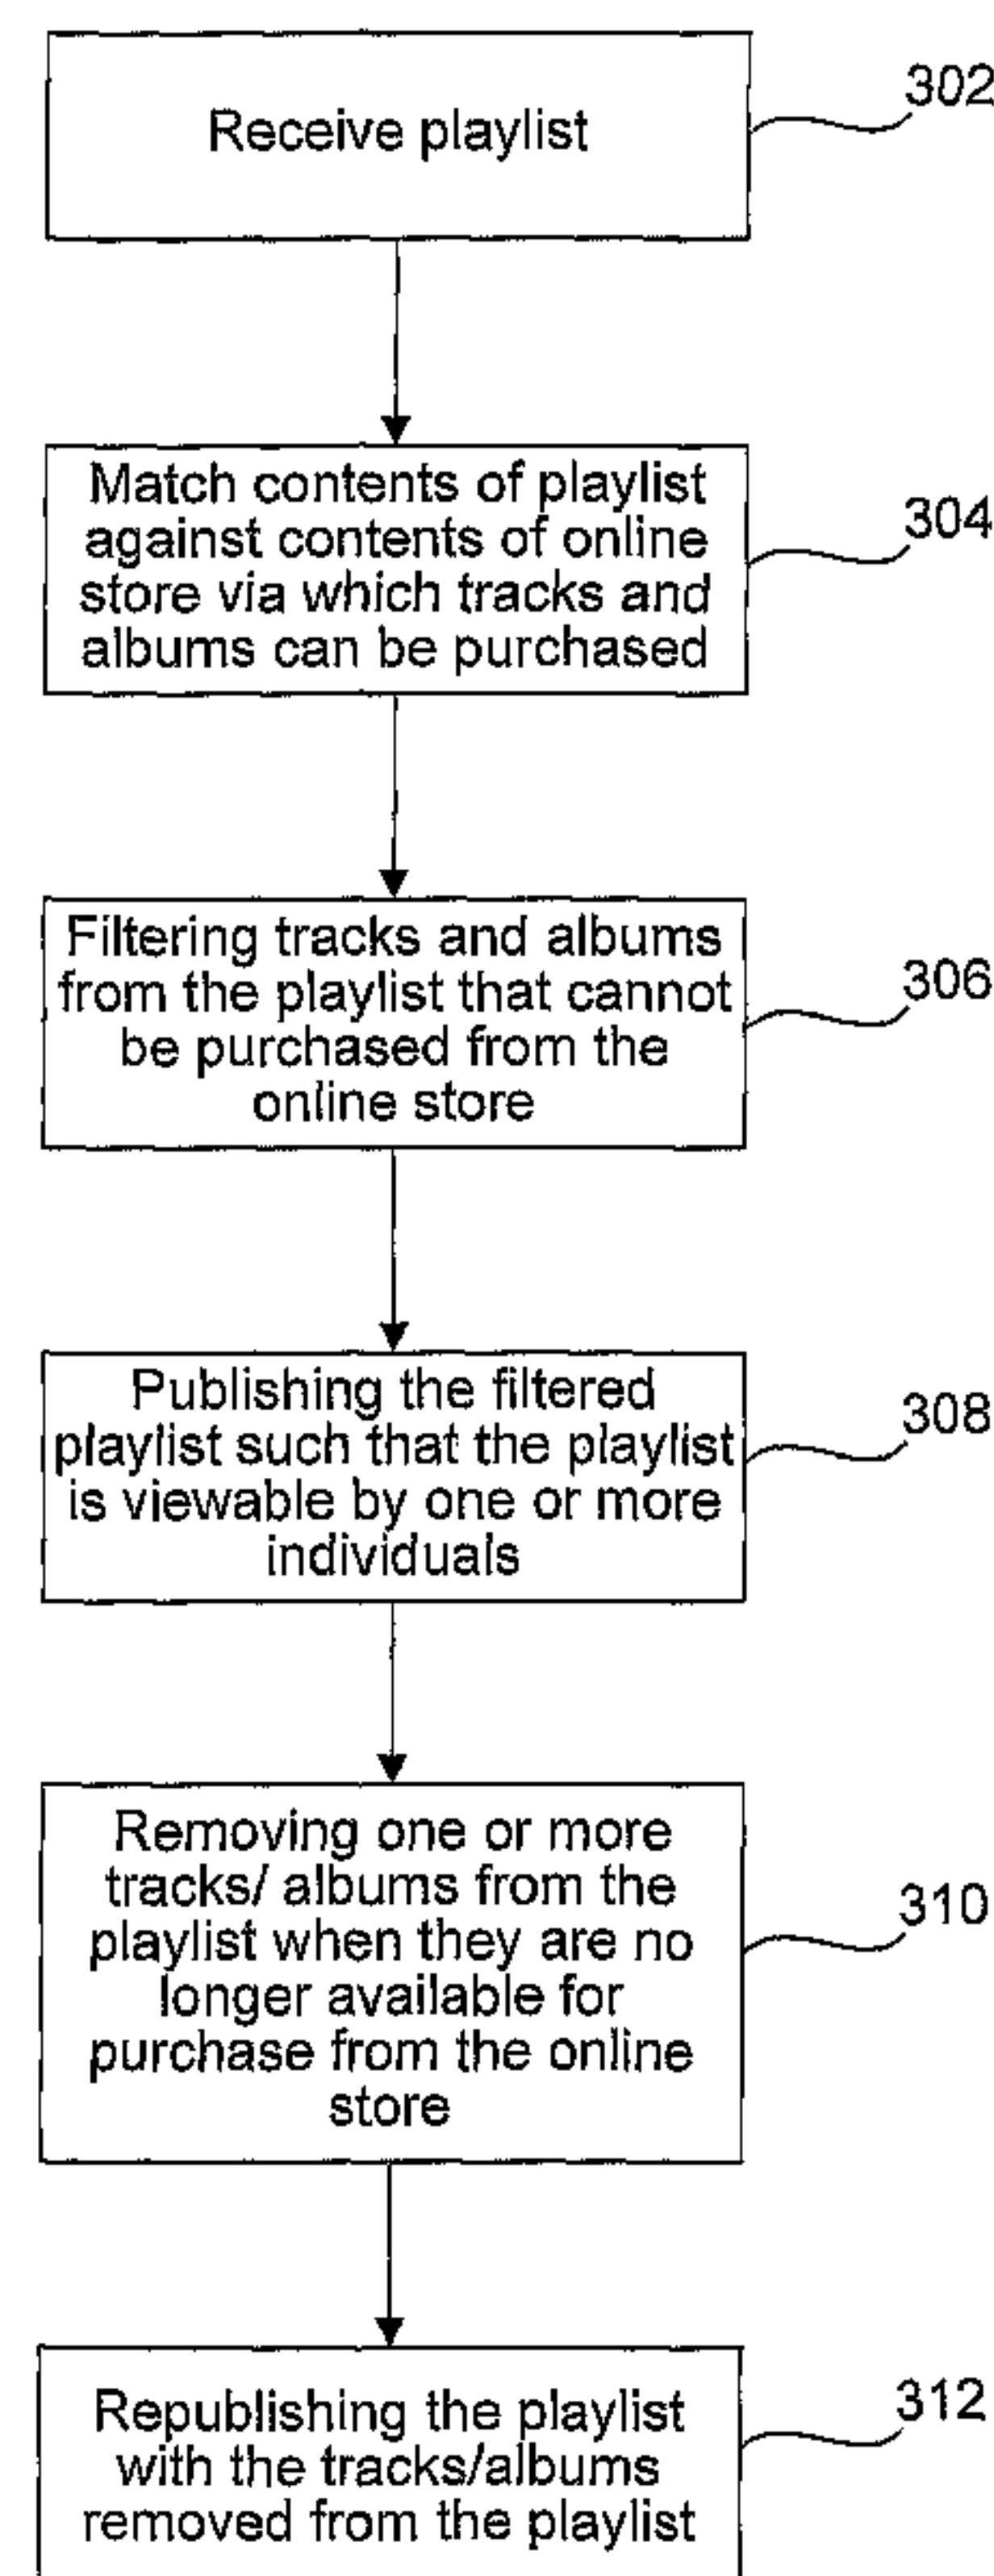 Receive playlist
302
Match contents of playlist
against contents of online
store via which tracks and
albums can be purchased
304
Filtering tracks and albums
from the playlist that cannot
be purchased from the
online store
306
Publishing the filtered
playlist such that the playlist
is viewable by one or more
individuals
308
Removing one or more
tracks/ albums from the
playlist when they are no
longer available for
purchase from the online
store
310
Republishing the playlist
with the tracks/albums
removed from the playlist
312